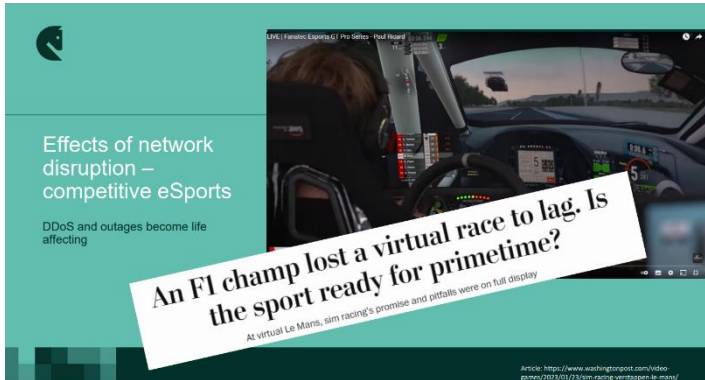 LIVE | Fanatec Esports GT Pro Series - Paul Ricard
Effects of network
disruption –
competitive eSports
DDoS and outages become life
affecting
5
5
An F1 champ lost a virtual race to lag. Is
the sport ready for primetime?
At virtual Le Mans, sim racing's promise and pitfalls were on full display
Article: https://www.washingtonpost.com/video-
games/2023/01/23/sim-racing-verstappen-le-mans/